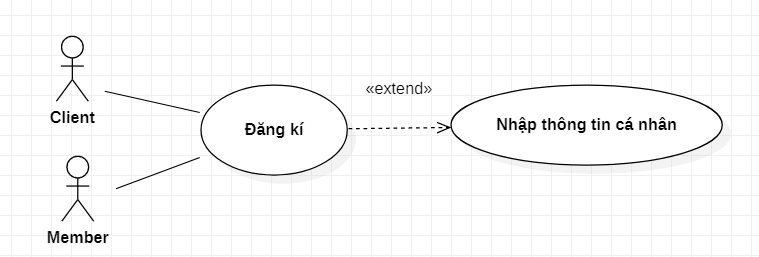 Client
«extend»
Đăng kí
Nhập thông tin cá nhân
Member